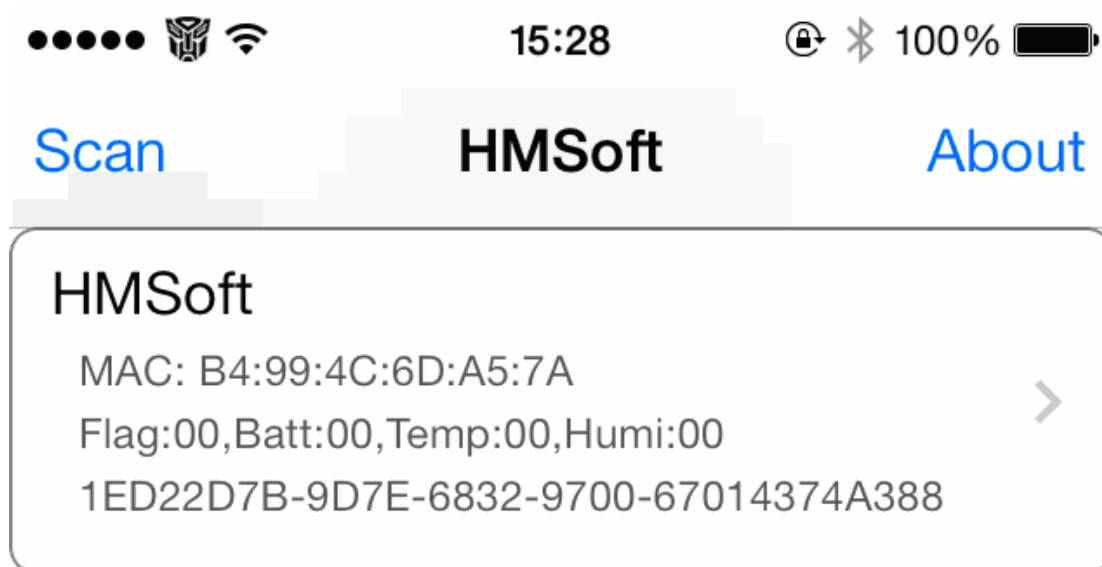 15:28 100%
Scan HMSoft About
HMSoft
MAC: B4:99:4C:6D:A5:7A
Flag:00,Batt:00,Temp:00,Humi:00
1ED22D7B-9D7E-6832-9700-67014374A388